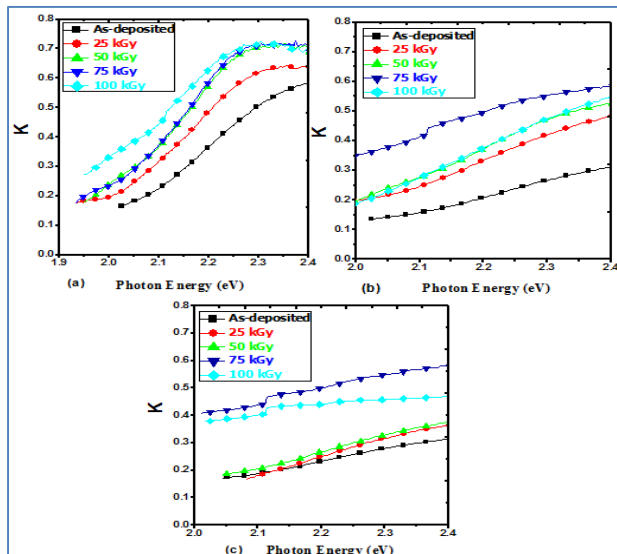 As-deposited
25 kGy
50 kGy
75 kGy
100 kGy
0.8
0.7
0.6
0.5
0.4
0.3
0.2
0.1
0.0
K
1.9 2.0 2.1 2.2 2.3 2.4
(a) Photon Energy (eV)
As-deposited
25 kGy
50 kGy
75 kGy
100 kGy
0.8
0.7
0.6
0.5
0.4
0.3
0.2
0.1
0.0
K
2.0 2.1 2.2 2.3 2.4
(b) Photon Energy (eV)
As-deposited
25 kGy
50 kGy
75 kGy
100 kGy
0.8
0.7
0.6
0.5
0.4
0.3
0.2
0.1
0.0
K
2.0 2.1 2.2 2.3 2.4
(c) Photon Energy (eV)